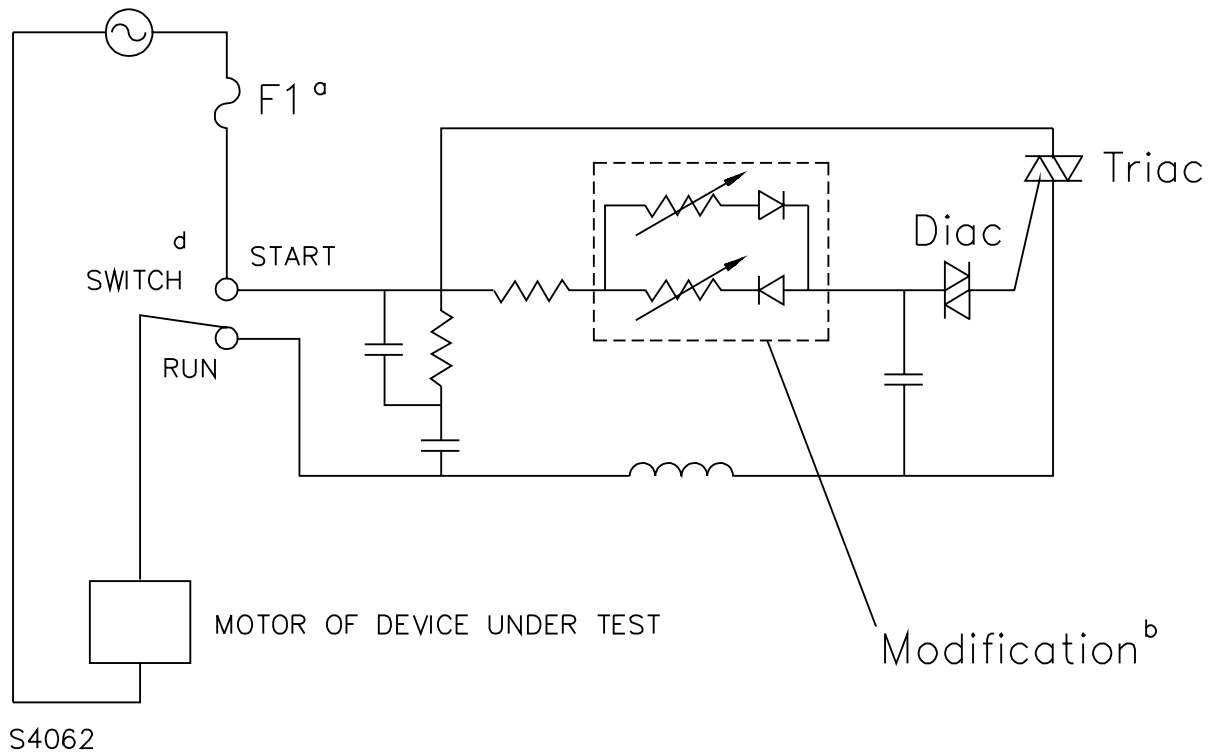 F1 a
Triac
Diac
d
START
SWITCH
RUN
MOTOR OF DEVICE UNDER TEST
Modification b
S4062